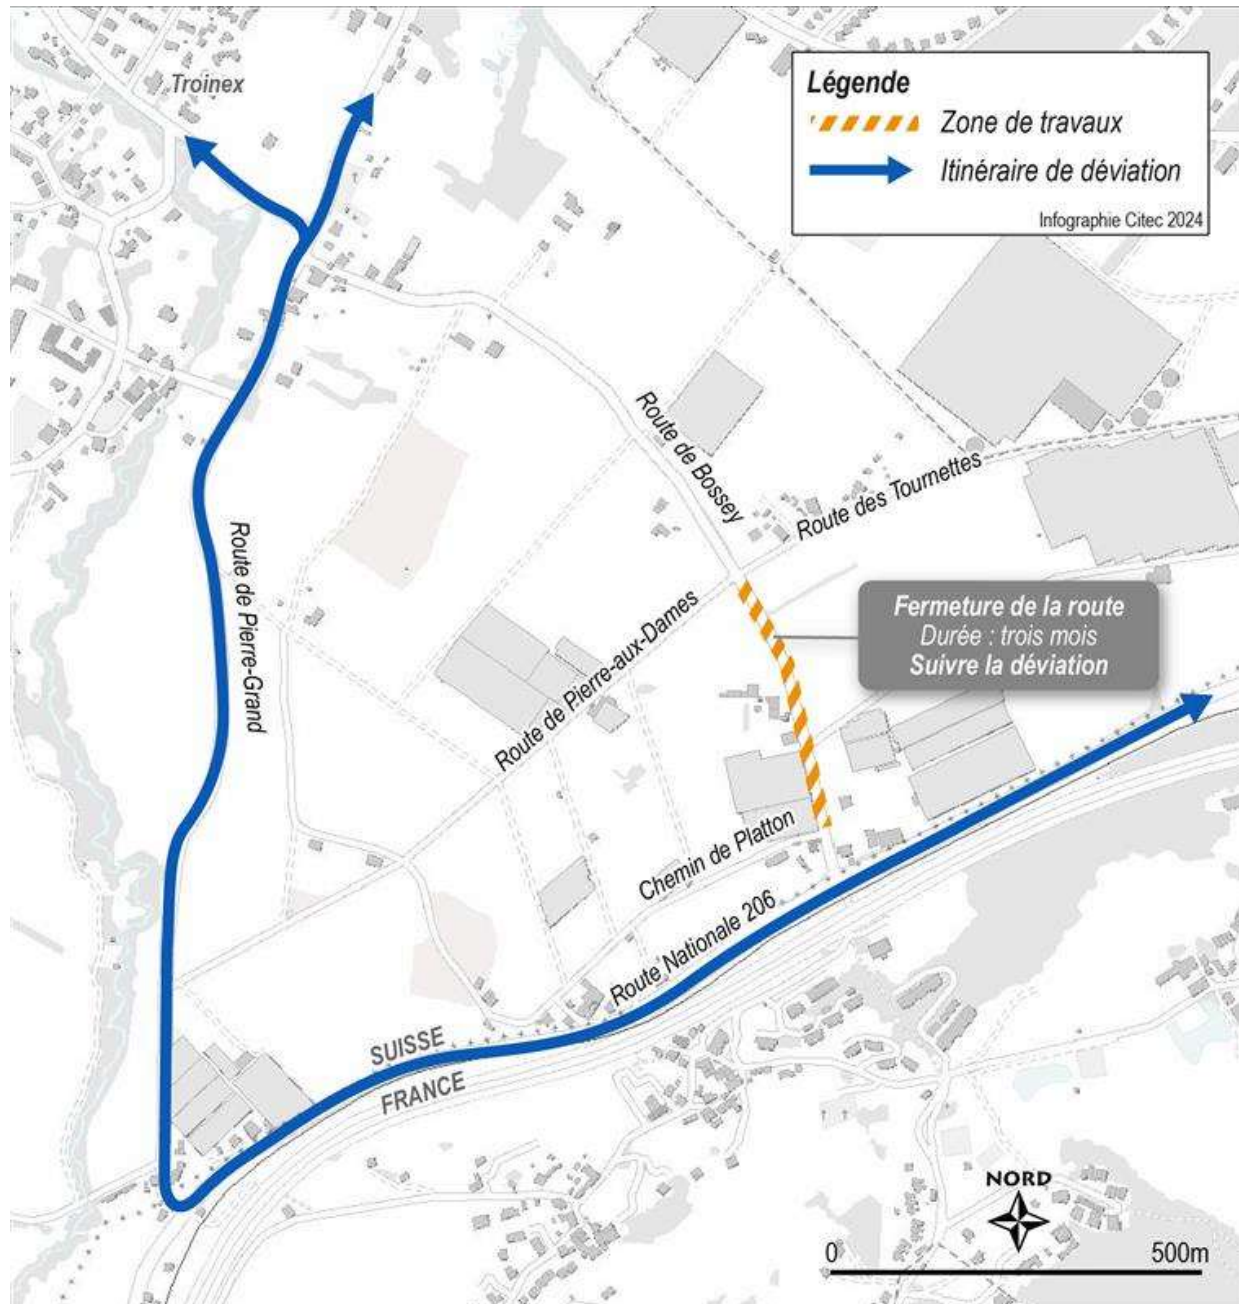 Troinex
Légende
Zone de travaux
Itinéraire de déviation
Infographie Citec 2024
Route de Bossey
Route des Tournettes
Route de Pierre-Grand
Route de Pierre-aux-Dames
Fermeture de la route
Durée : trois mois
Suivre la déviation
Chemin de Platton
Route Nationale 206
SUISSE
FRANCE
NORD
0 500m